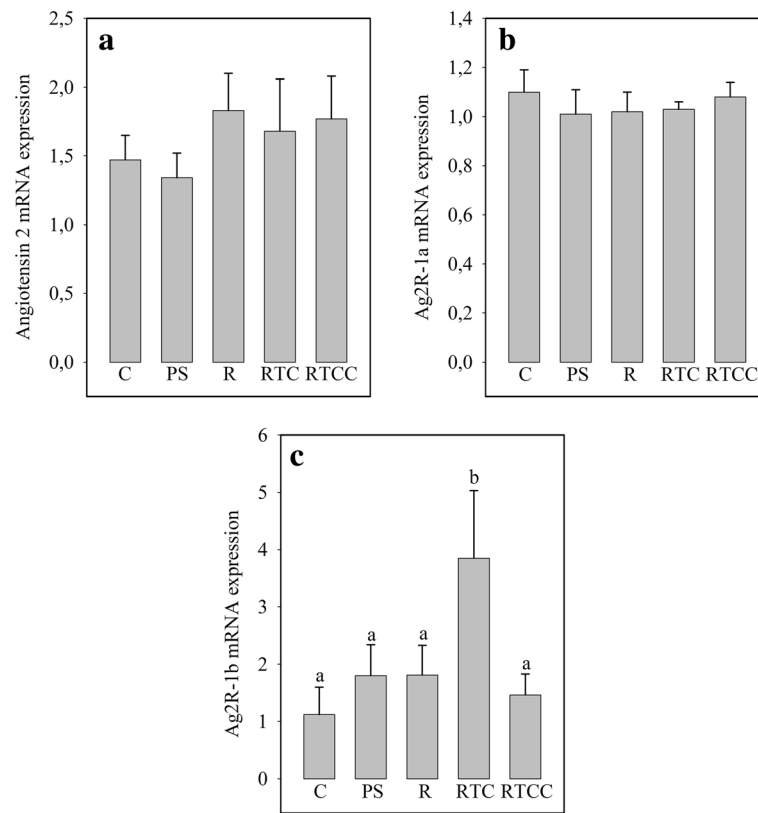 a
Angiotensin 2 mRNA expression
2,5
2,0
1,5
1,0
0,5
0,0
C PS R RTC RTCC
b
Ag2R-1a mRNA expression
1,4
1,2
1,0
0,8
0,6
0,4
0,2
0,0
C PS R RTC RTCC
c
Ag2R-1b mRNA expression
6
5
4
3
2
1
0
a a a b a
C PS R RTC RTCC